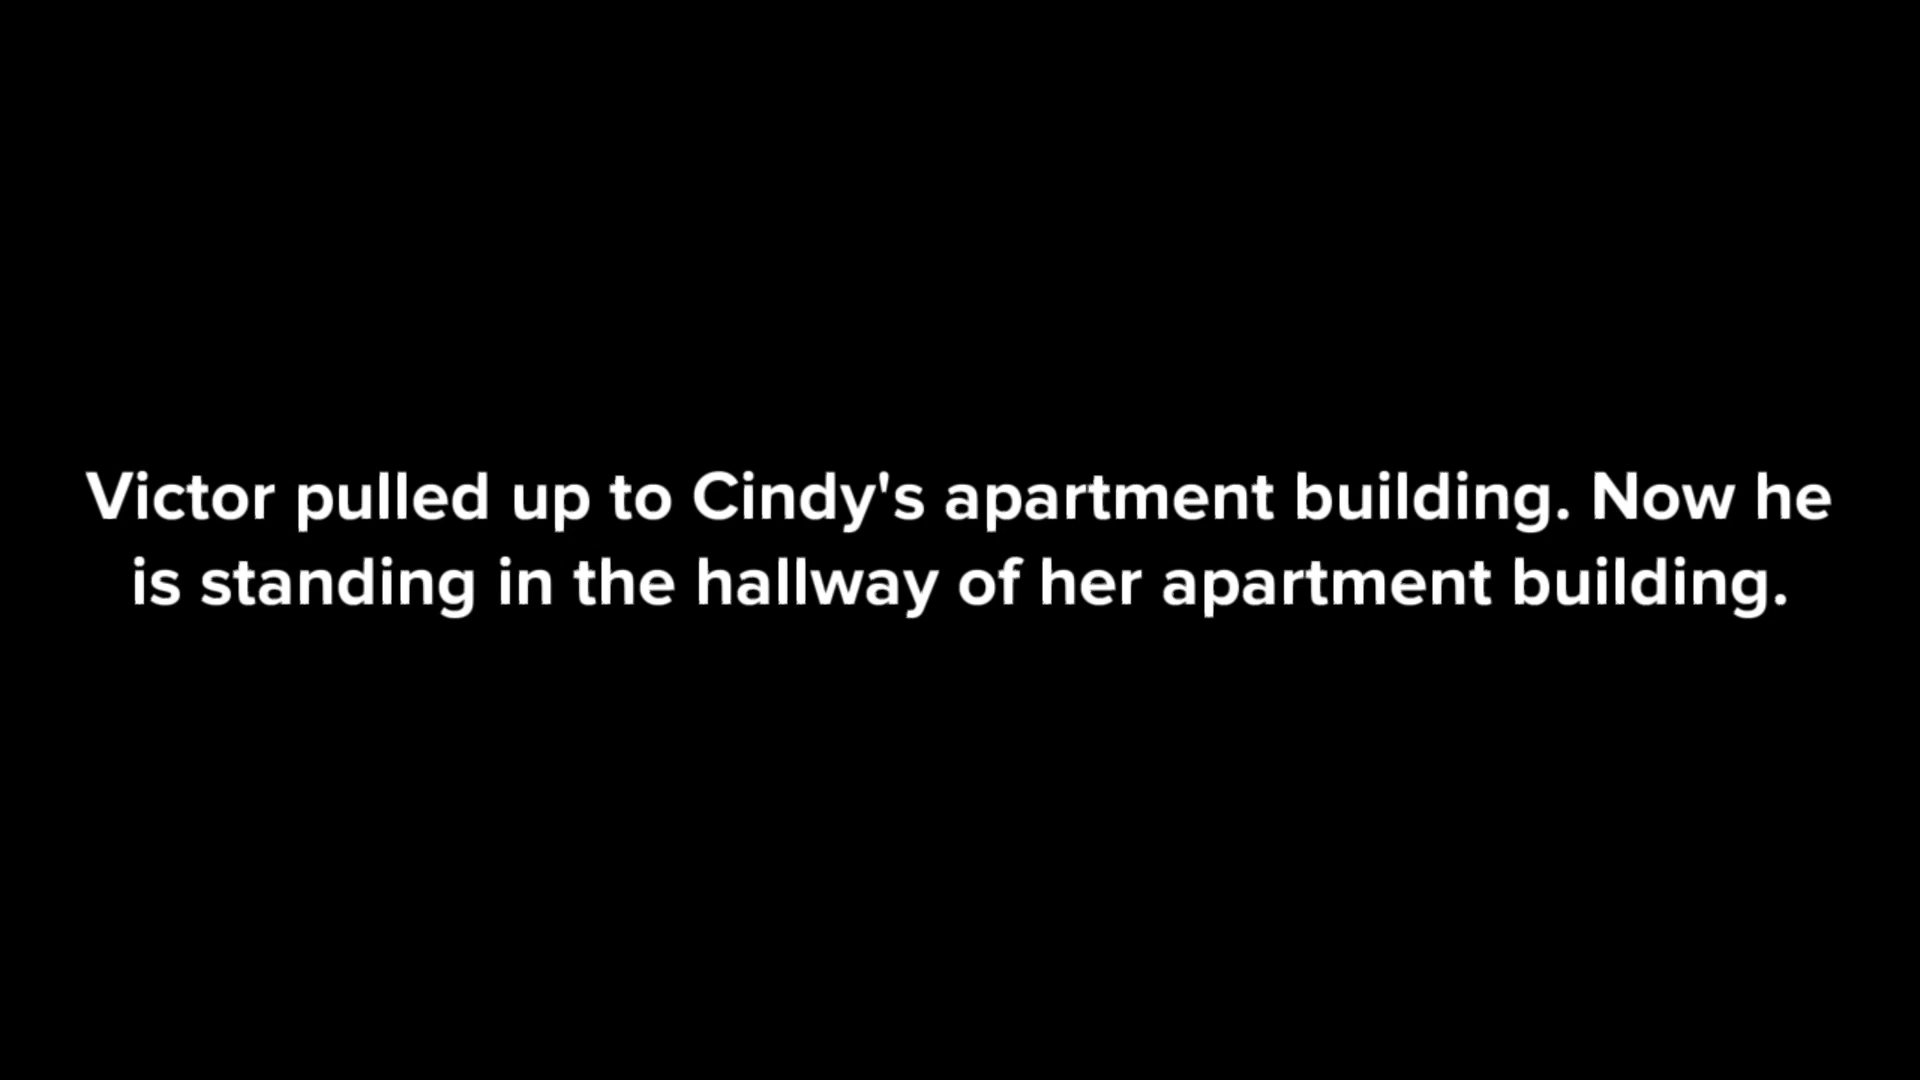 Victor pulled up to Cindy's apartment building. Now he
is standing in the hallway of her apartment building.